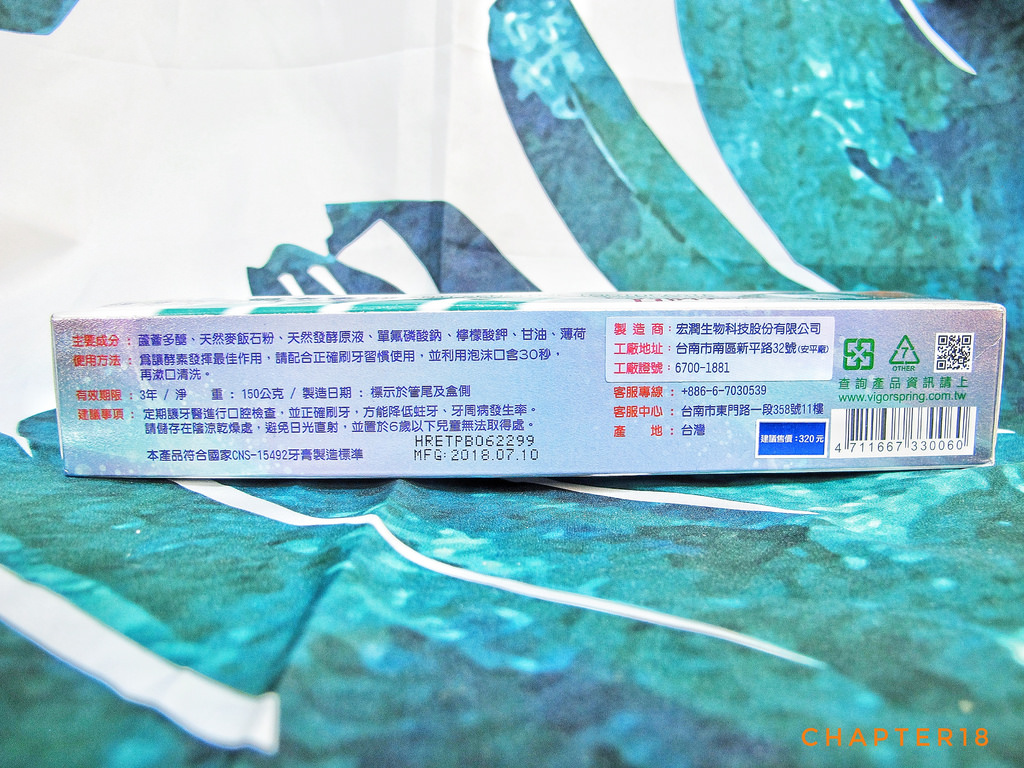 主要成分：蘆薈多醣、天然麥飯石粉、天然發酵原液、單氟磷酸鈉、檸檬酸鉀、甘油、薄荷
使用方法：為讓酵素發揮最佳作用，請配合正確刷牙習慣使用，並利用泡沫口含30秒，
再漱口清洗。
有效期限：3年/淨　重：150公克/製造日期：標示於管尾及盒側
建議事項：定期讓牙醫進行口腔檢查，並正確刷牙，方能降低蛀牙、牙周病發生率。
請儲存在陰涼乾燥處，避免日光直射，並置於6歲以下兒童無法取得處。
本產品符合國家CNS-15492牙膏製造標準
HRETPB062299
MFG:2018.07.10
製造商：宏潤生物科技股份有限公司
工廠地址：台南市南區新平路32號(安平廠)
工廠證號：6700-1881
客服專線：+886-6-7030539
客服中心：台南市東門路一段358號11樓
產　地：台灣
建議售價：320元
7
OTHER
查詢產品資訊請上
www.vigorspring.com.tw
4 711667 330060
CHAPTER18